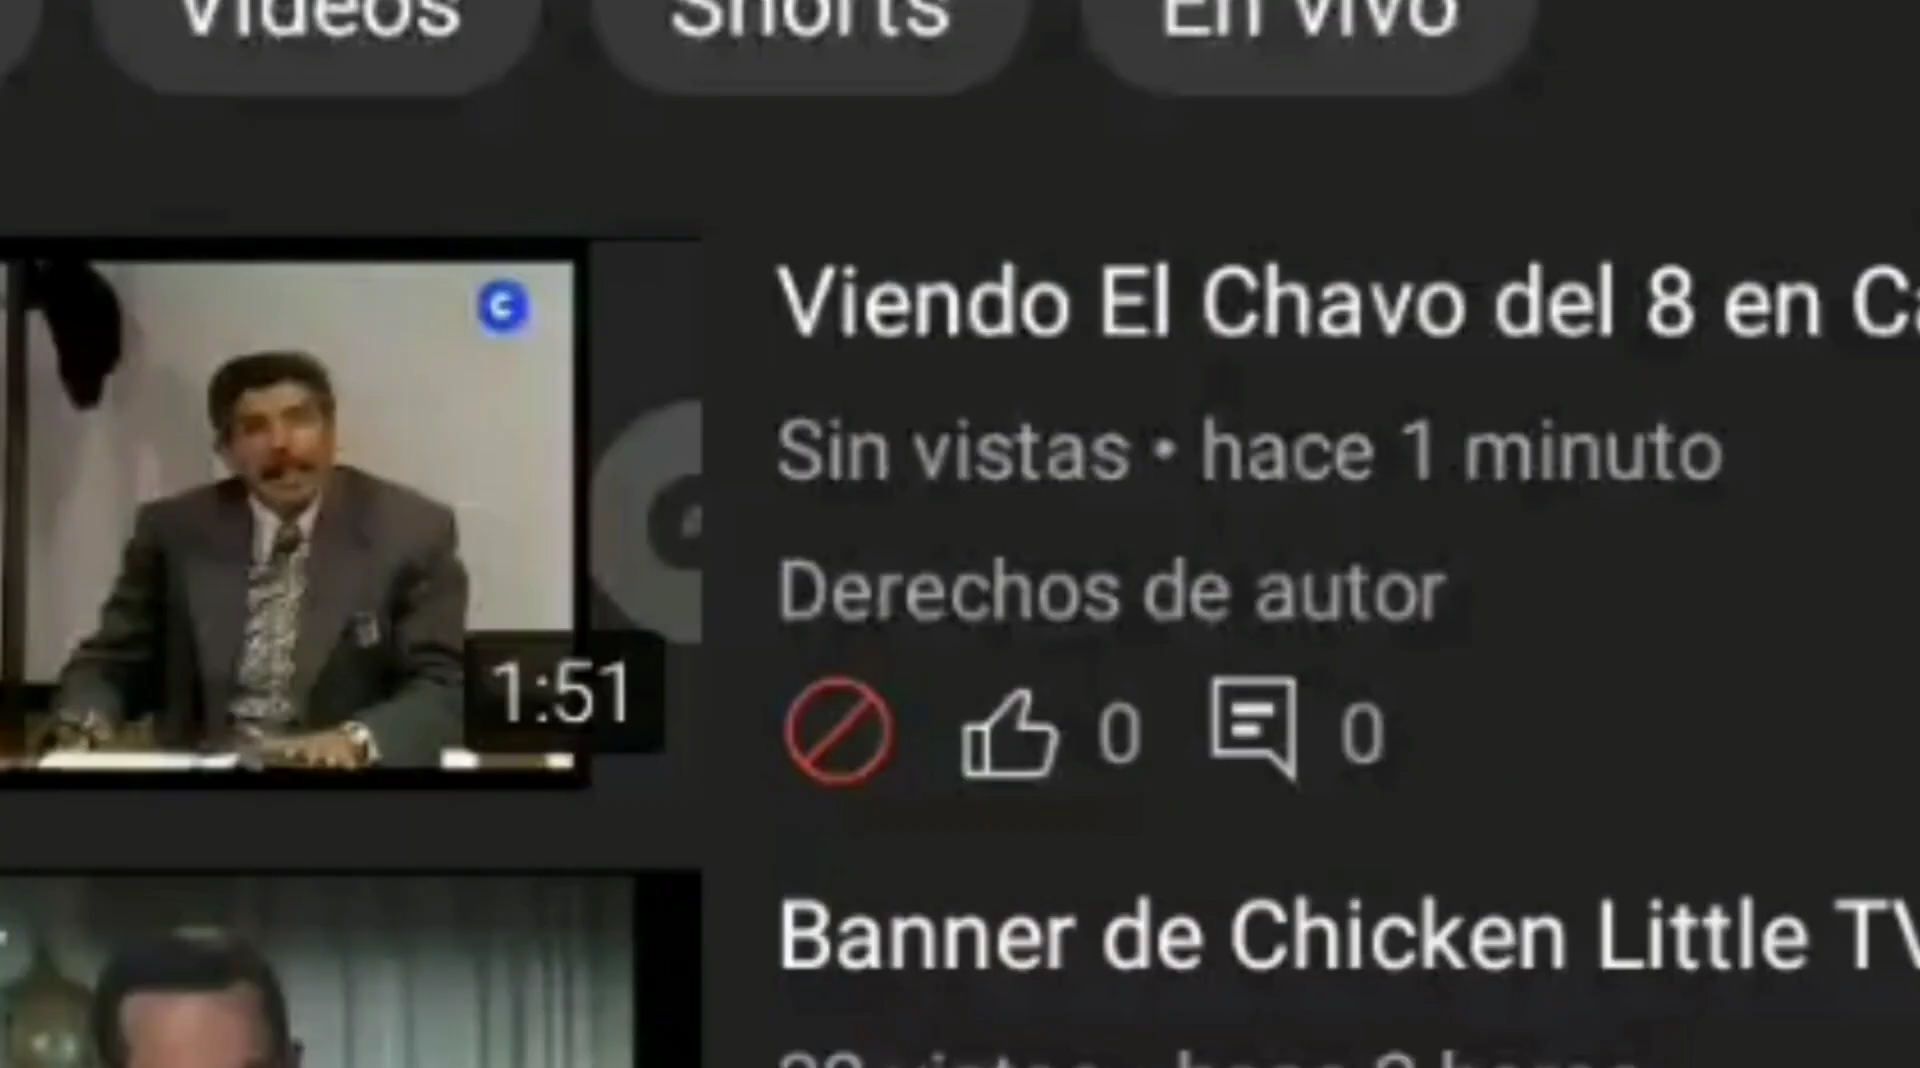 Videos Shorts En vivo
C
Viendo El Chavo del 8 en
Sin vistas • hace 1 minuto
Derechos de autor
1:51
0 0
Banner de Chicken Little